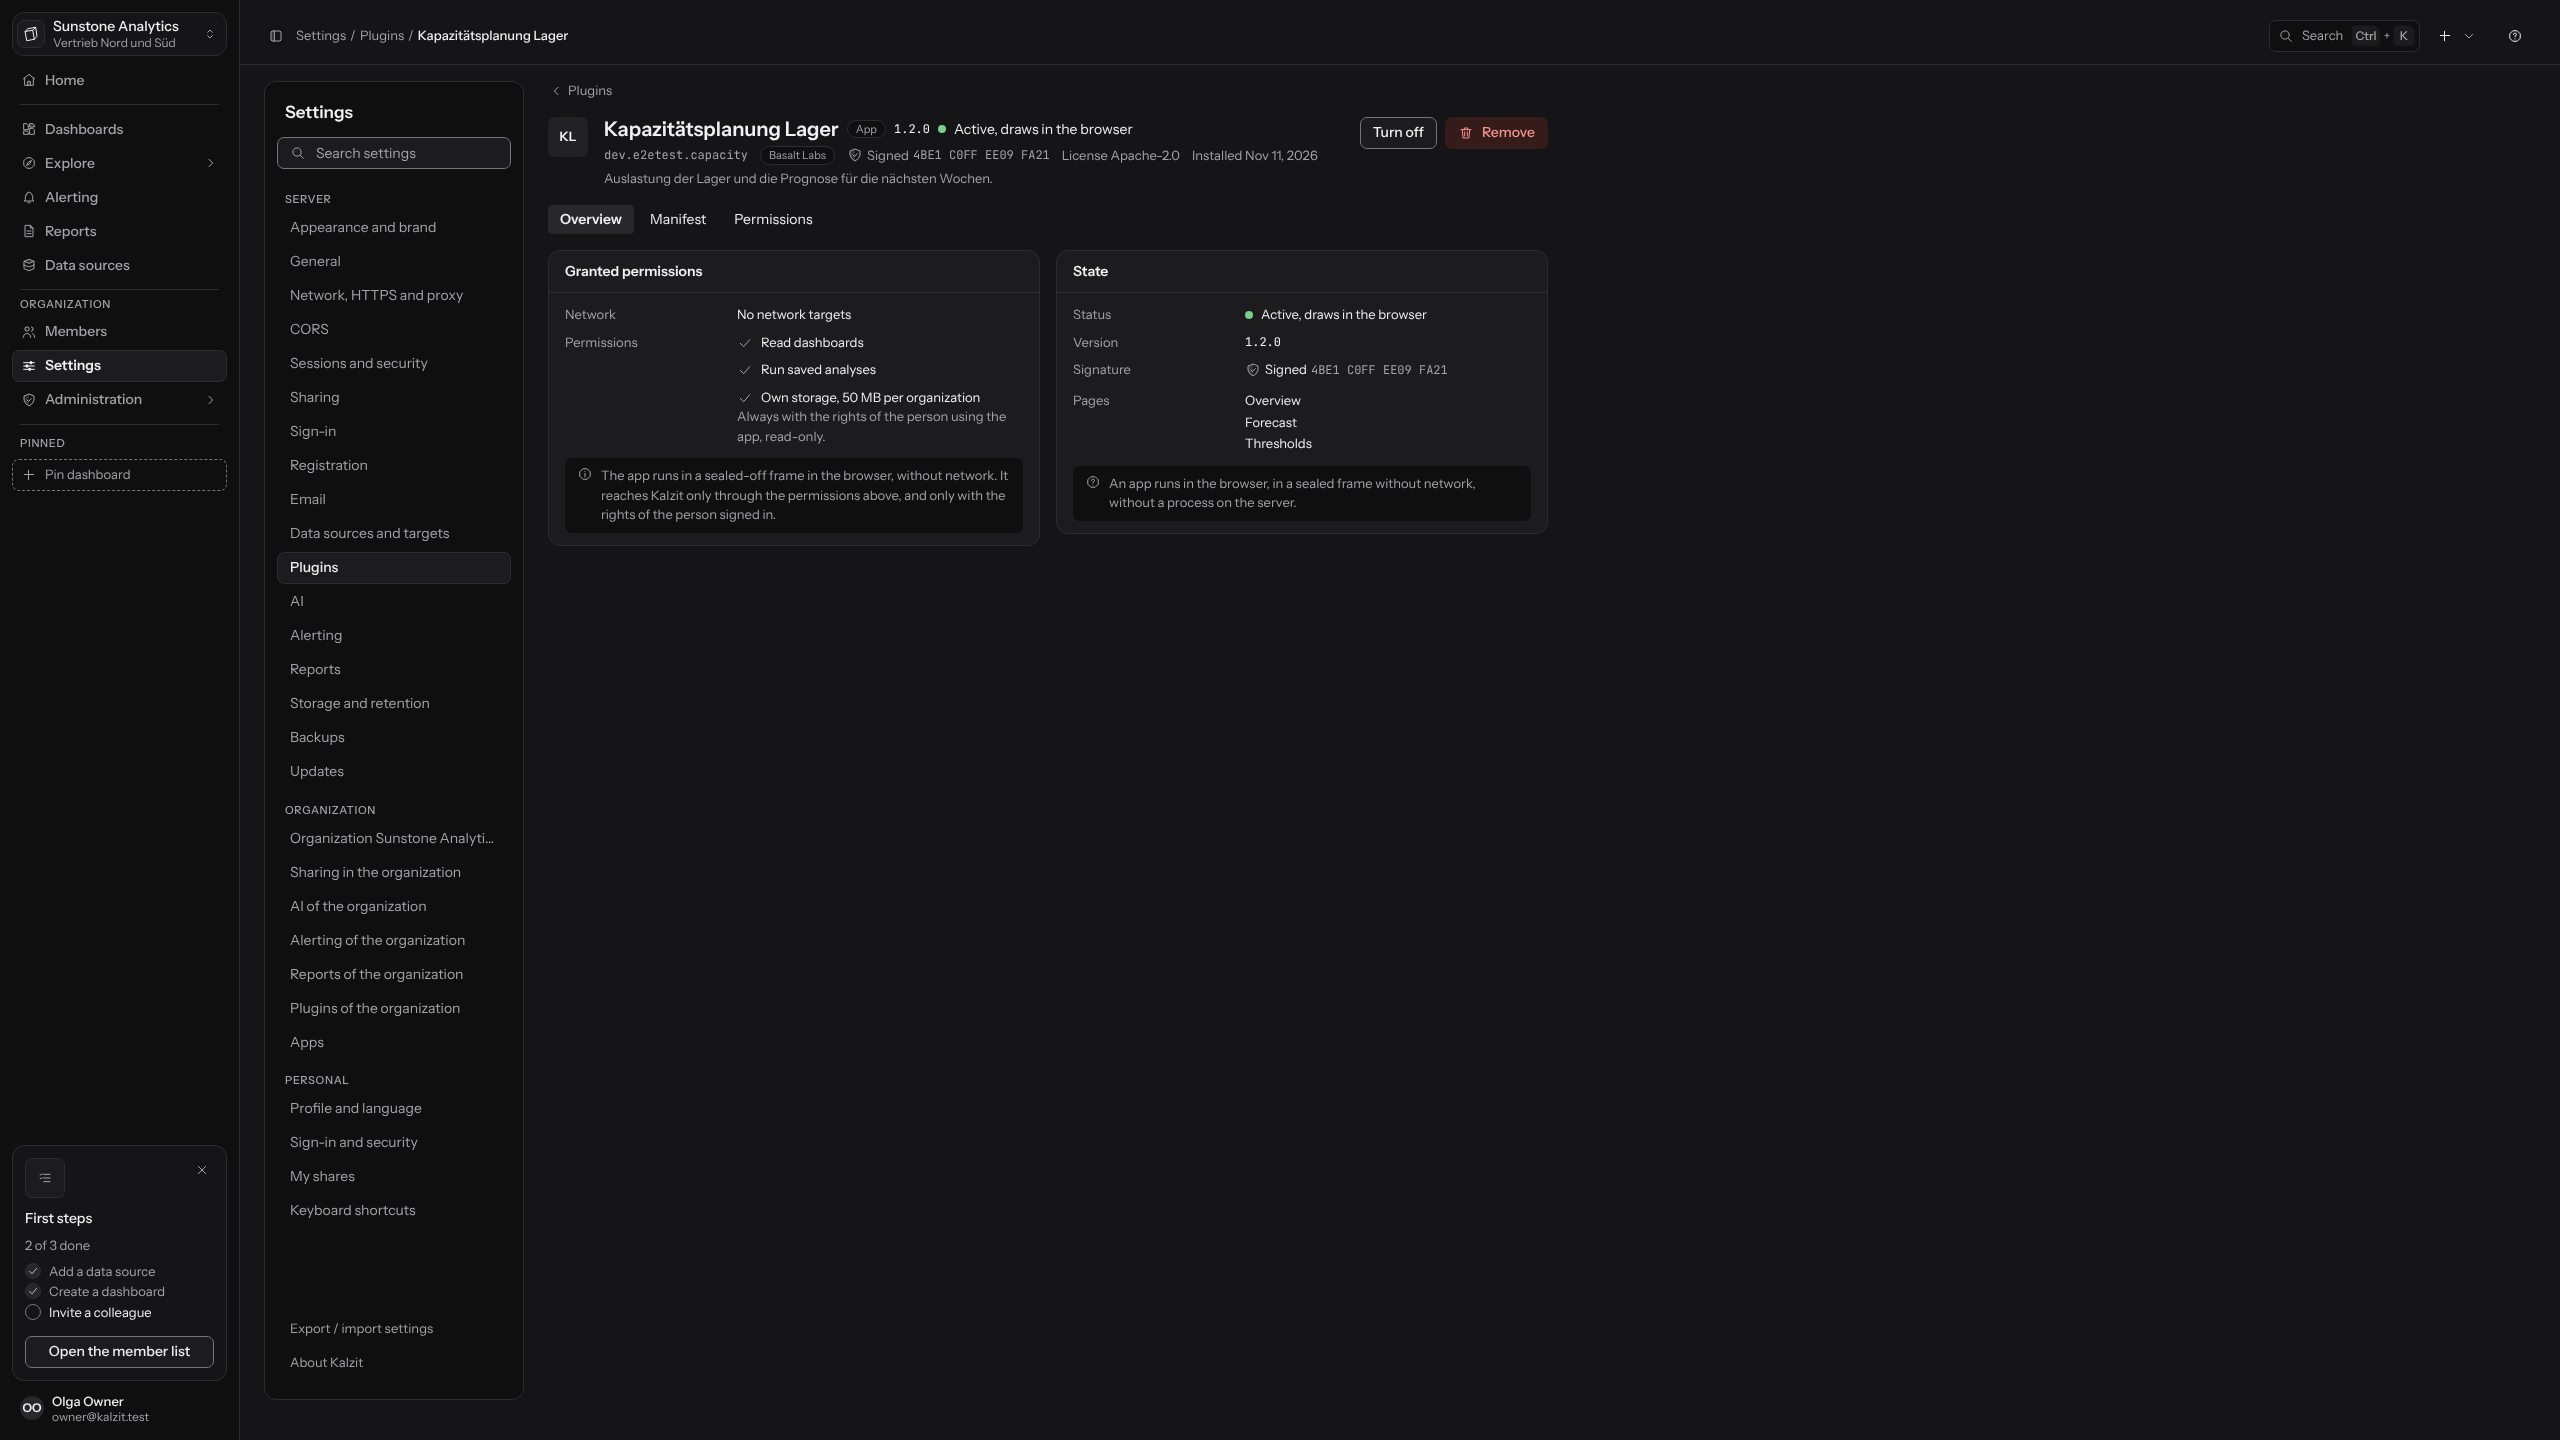 Sunstone Analytics
Vertrieb Nord und Süd
Home
Dashboards
Explore
Alerting
Reports
Data sources
ORGANIZATION
Members
Settings
Administration
PINNED
Pin dashboard
First steps
2 of 3 done
Add a data source
Create a dashboard
Invite a colleague
Open the member list
OO
Olga Owner
owner@kalzit.test
Settings / Plugins / Kapazitätsplanung Lager
Search Ctrl + K
Settings
Search settings
SERVER
Appearance and brand
General
Network, HTTPS and proxy
CORS
Sessions and security
Sharing
Sign-in
Registration
Email
Data sources and targets
Plugins
AI
Alerting
Reports
Storage and retention
Backups
Updates
ORGANIZATION
Organization Sunstone Analyti...
Sharing in the organization
AI of the organization
Alerting of the organization
Reports of the organization
Plugins of the organization
Apps
PERSONAL
Profile and language
Sign-in and security
My shares
Keyboard shortcuts
Export / import settings
About Kalzit
Plugins
KL
Kapazitätsplanung Lager App 1.2.0 Active, draws in the browser
dev.e2etest.capacity Basalt Labs Signed 4BE1 C0FF EE09 FA21 License Apache-2.0 Installed Nov 11, 2026
Auslastung der Lager und die Prognose für die nächsten Wochen.
Turn off Remove
Overview Manifest Permissions
Granted permissions
Network No network targets
Permissions Read dashboards
Run saved analyses
Own storage, 50 MB per organization
Always with the rights of the person using the
app, read-only.
The app runs in a sealed-off frame in the browser, without network. It
reaches Kalzit only through the permissions above, and only with the
rights of the person signed in.
State
Status Active, draws in the browser
Version 1.2.0
Signature Signed 4BE1 C0FF EE09 FA21
Pages Overview
Forecast
Thresholds
An app runs in the browser, in a sealed frame without network,
without a process on the server.